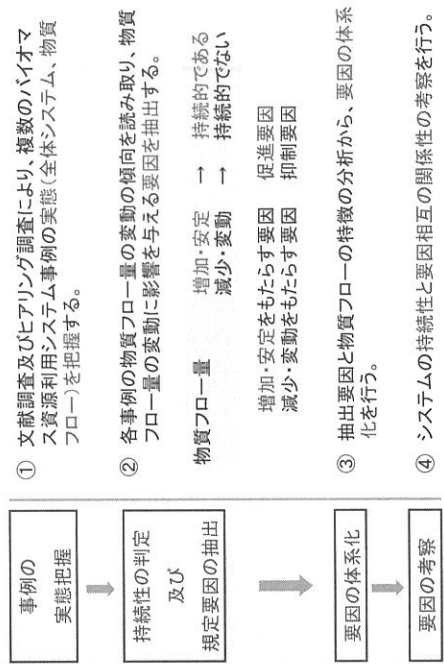 事例の
実態把握
① 文献調査及びヒアリング調査により、複数のバイオマ
ス資源利用システム事例の実態(全体システム、物質
フロー)を把握する。
持続性の判定
及び
規定要因の抽出
② 各事例の物質フロー量の変動の傾向を読み取り、物質
フロー量の変動に影響を与える要因を抽出する。
物質フロー量 増加・安定 → 持続的である
減少・変動 → 持続的でない
増加・安定をもたらす要因 促進要因
減少・変動をもたらす要因 抑制要因
要因の体系化
③ 抽出要因と物質フローの特徴の分析から、要因の体系
化を行う。
要因の考察
④ システムの持続性と要因相互の関係性の考察を行う。